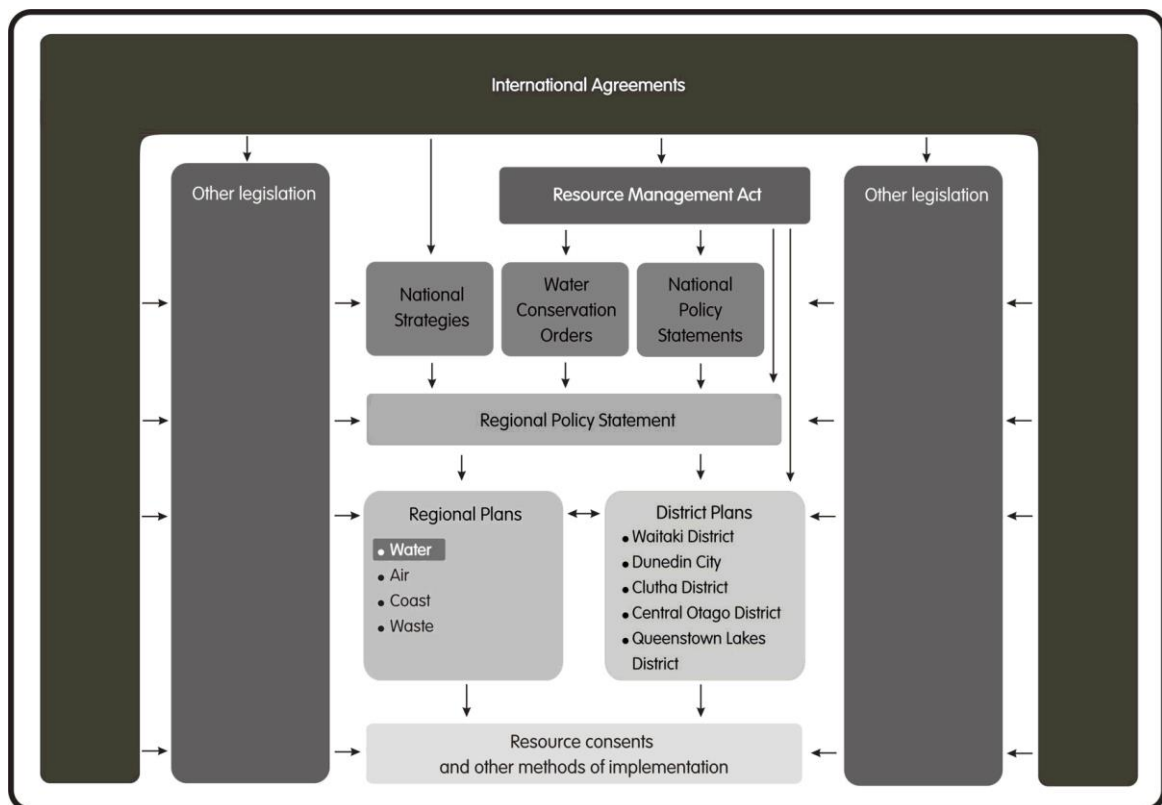 International Agreements
Other legislation
Resource Management Act
Other legislation
National
Strategies
Water
Conservation
Orders
National
Policy
Statements
Regional Policy Statement
Regional Plans
• Water
• Air
• Coast
• Waste
District Plans
• Waitaki District
• Dunedin City
• Clutha District
• Central Otago District
• Queenstown Lakes
District
Resource consents
and other methods of implementation